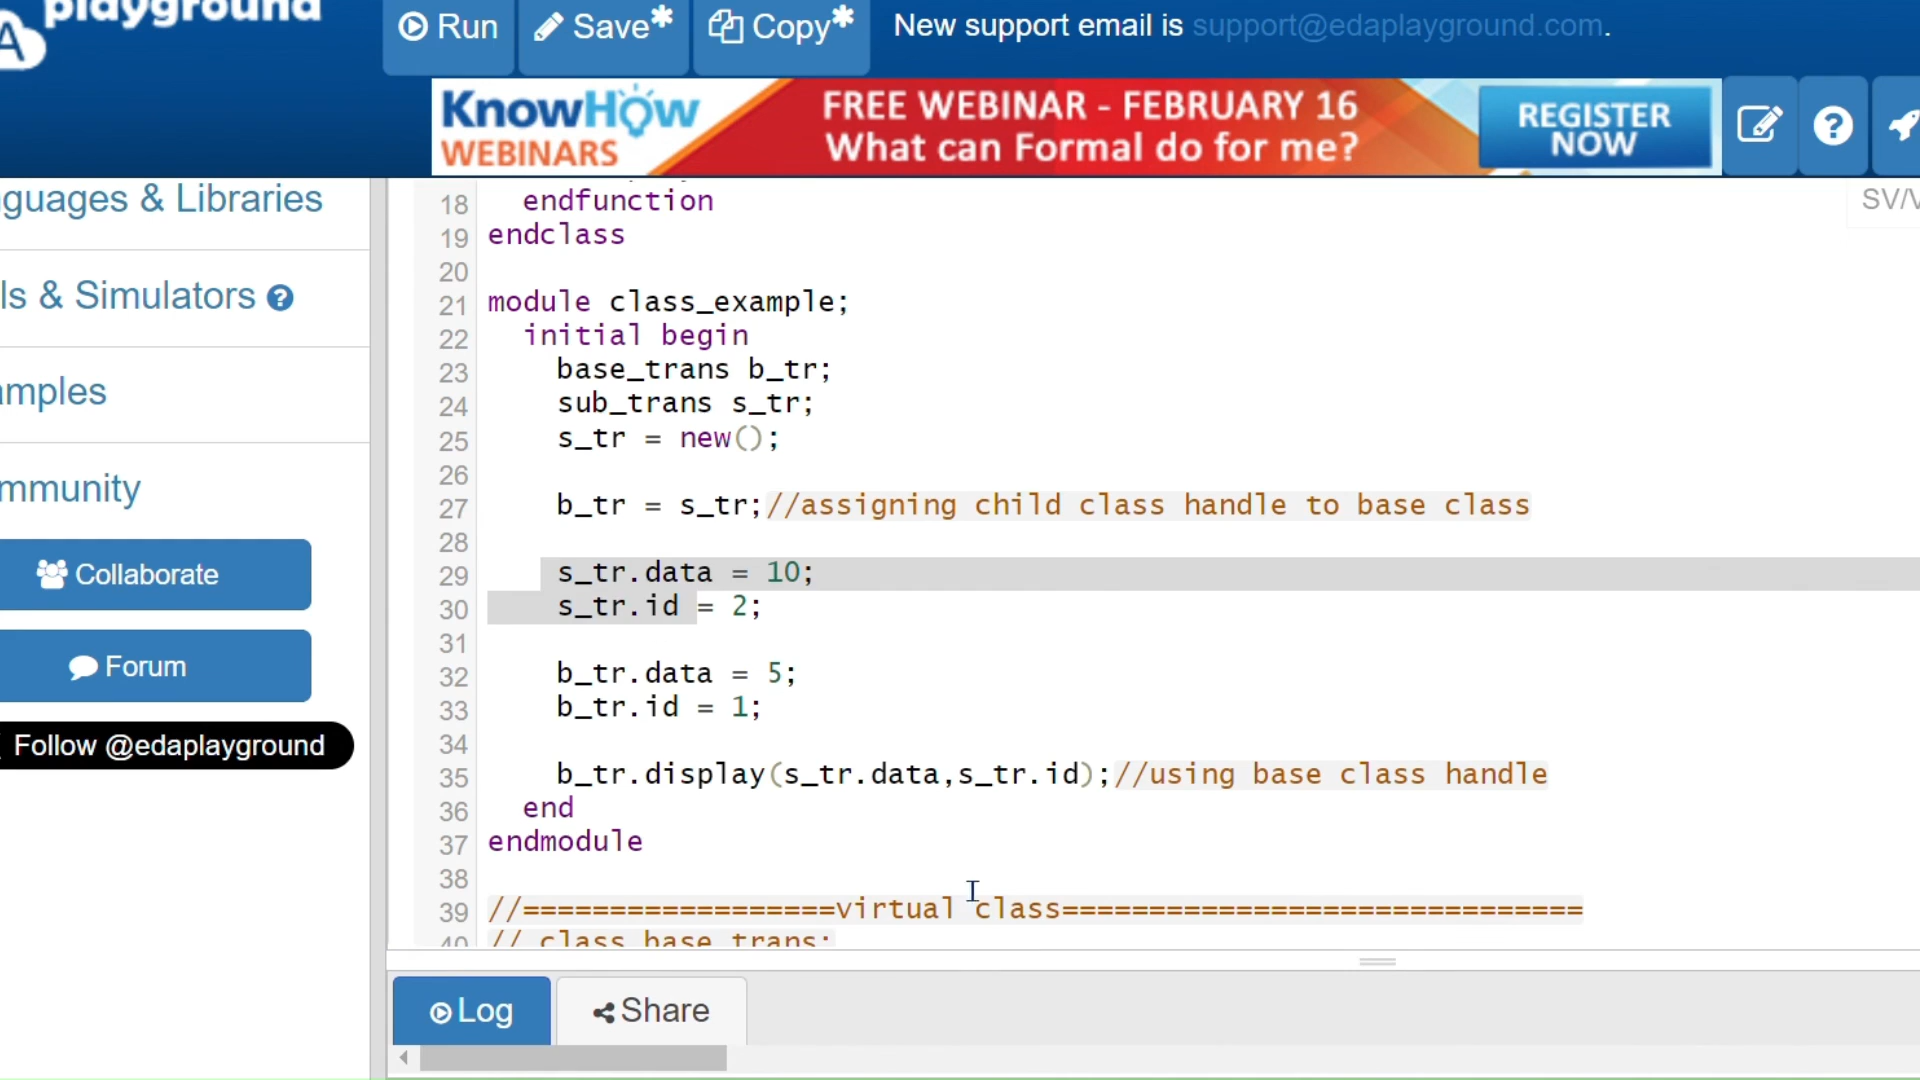 playground
Run
Save*
Copy*
New support email is support@edaplayground.com.
KnowHow
WEBINARS
FREE WEBINAR - FEBRUARY 16
What can Formal do for me?
REGISTER
NOW
guages & Libraries
ls & Simulators
amples
mmunity
Collaborate
Forum
Follow @edaplayground
SV/V
18 endfunction
19 endclass
20
21 module class_example;
22 initial begin
23 base_trans b_tr;
24 sub_trans s_tr;
25 s_tr = new();
26
27 b_tr = s_tr;//assigning child class handle to base class
28
29 s_tr.data = 10;
30 s_tr.id = 2;
31
32 b_tr.data = 5;
33 b_tr.id = 1;
34
35 b_tr.display(s_tr.data,s_tr.id);//using base class handle
36 end
37 endmodule
38
39 //==================virtual class==============================
40 // class base_trans;
Log
Share